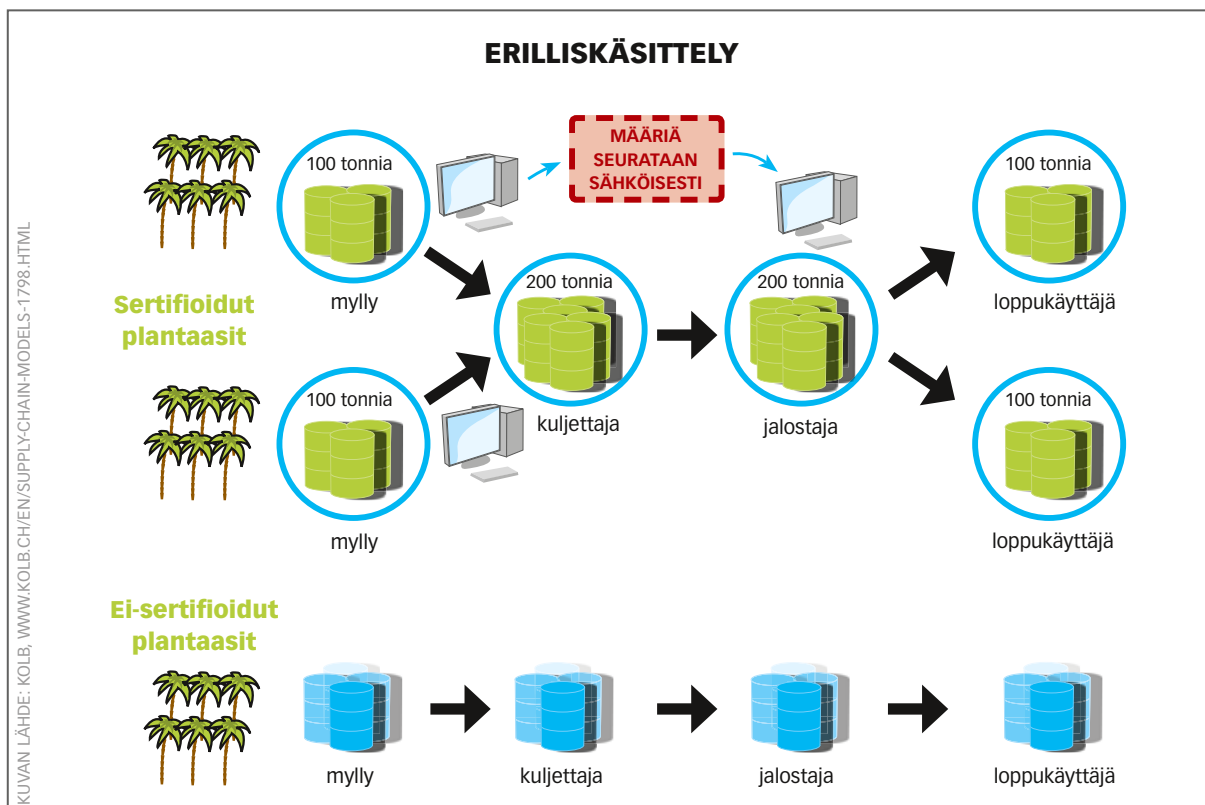 ERILLISKÄSITTELY
MÄÄRIÄ
SEURATAAN
SÄHKÖISESTI
100 tonnia
mylly
100 tonnia
loppukäyttäjä
Sertifioidut
plantaasit
200 tonnia
kuljettaja
200 tonnia
jalostaja
100 tonnia
mylly
100 tonnia
loppukäyttäjä
Ei-sertifioidut
plantaasit
mylly
kuljettaja
jalostaja
loppukäyttäjä
KUVAN LÄHDE: KOLB, WWW.KOLB.CH/EN/SUPPLY-CHAIN-MODELS-1798.HTML